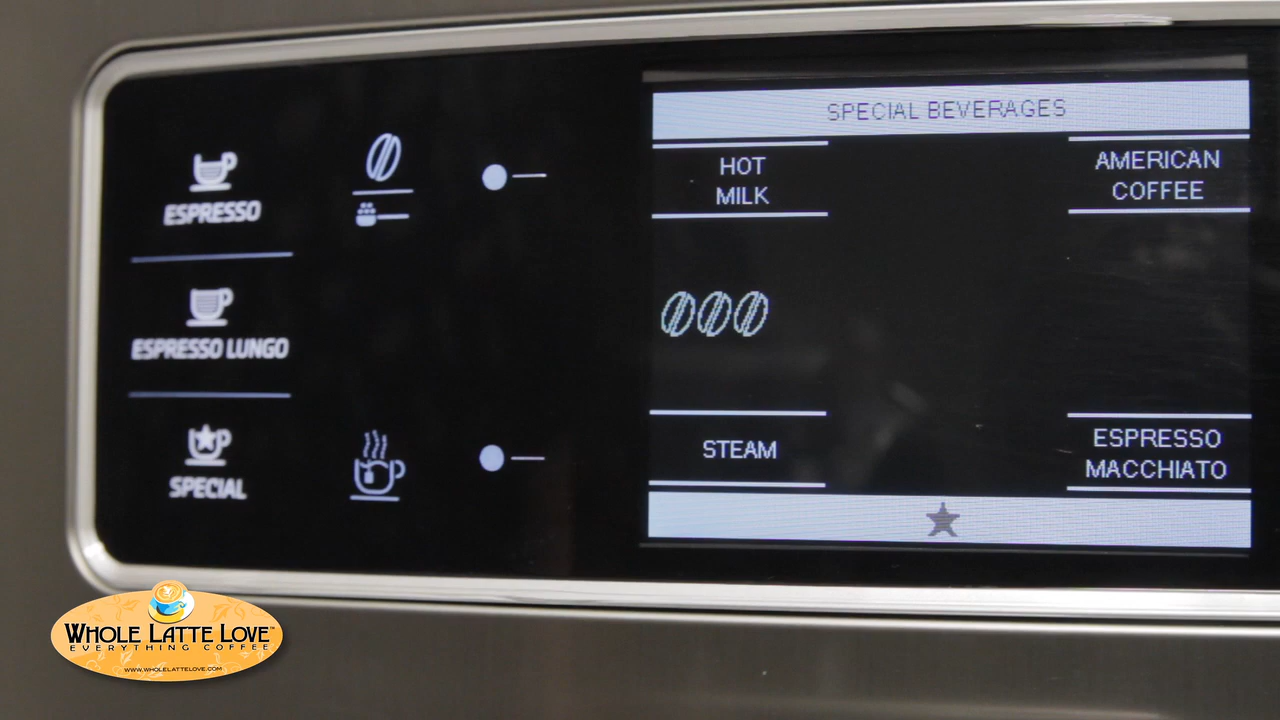 SPECIAL BEVERAGES
HOT
MILK
AMERICAN
COFFEE
STEAM
ESPRESSO
MACCHIATO
ESPRESSO
ESPRESSO LUNGO
SPECIAL
WHOLE LATTE LOVE™
EVERYTHING COFFEE
WWW.WHOLELATTELOVE.COM